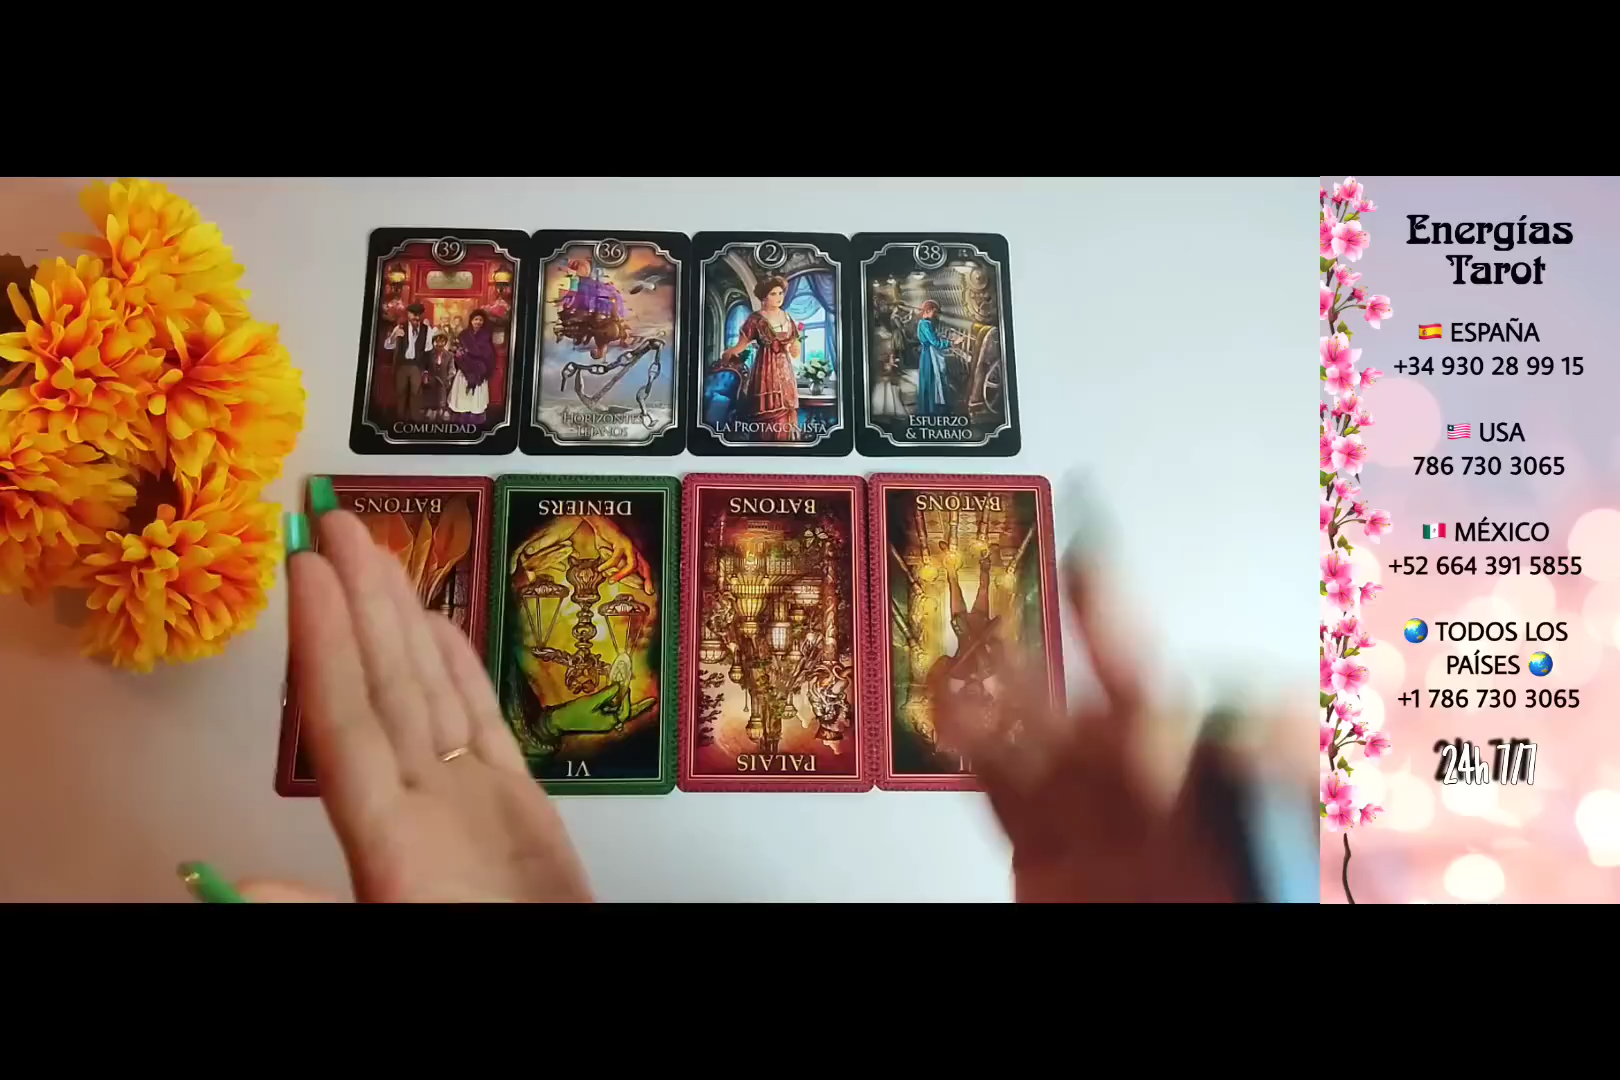 39
COMUNIDAD
36
HORIZONTES
LEJANOS
2
LA PROTAGONISTA
38
ESFUERZO
& TRABAJO
BATONS
DENIERS
VI
BATONS
PALAIS
BATONS
Energías
Tarot
ESPAÑA
+34 930 28 99 15
USA
786 730 3065
MÉXICO
+52 664 391 5855
TODOS LOS
PAÍSES
+1 786 730 3065
24h 7/7